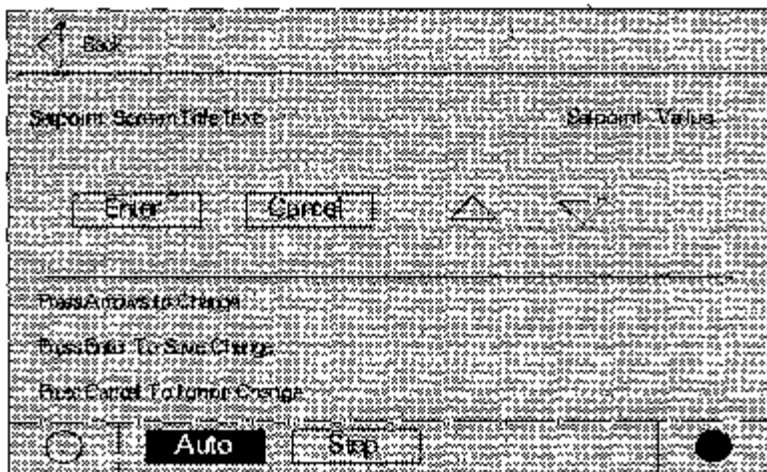 Back
Setpoint Screen Title Text Setpoint Value
Enter Cancel
Press Arrows to Change
Press Enter To Save Change
Press Cancel To Ignore Change
Auto Stop